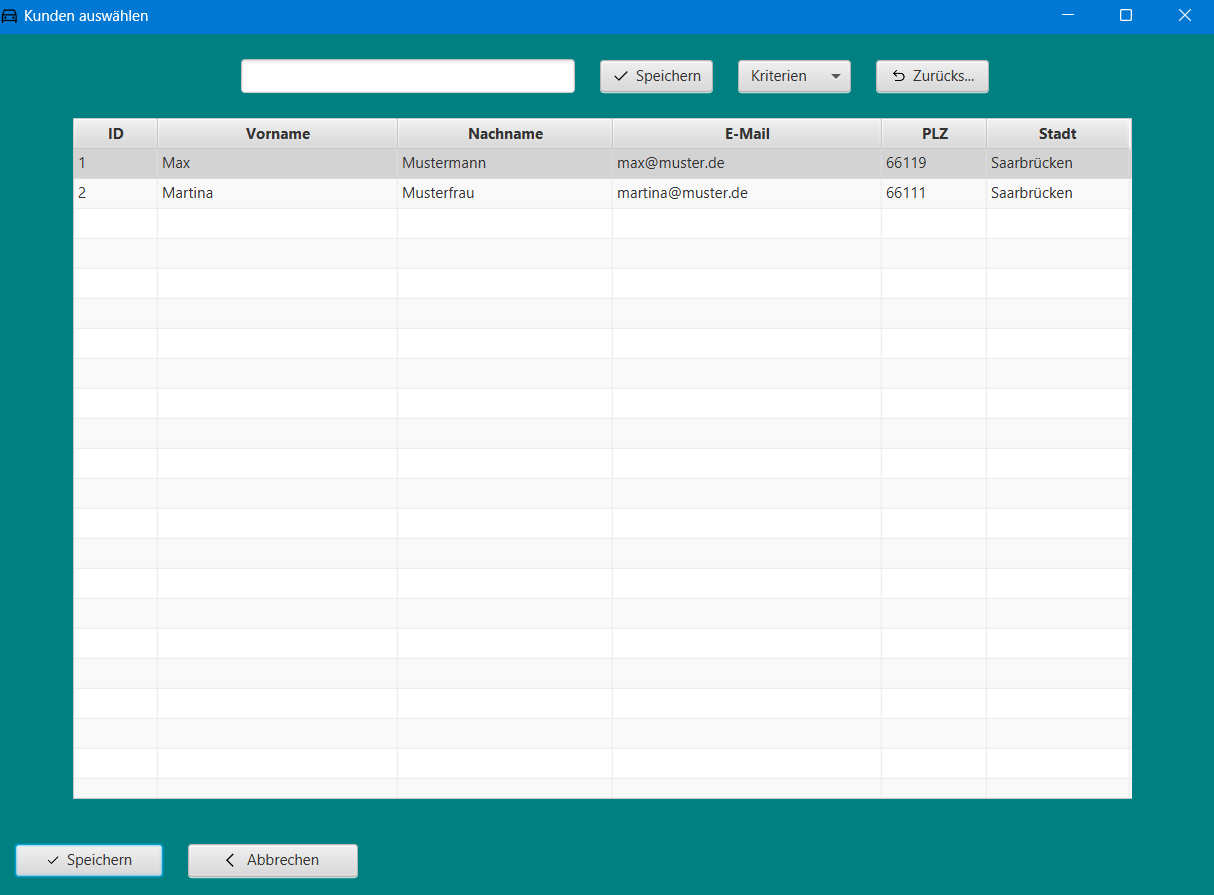 Kunden auswählen
Speichern Kriterien Zurücks...
ID Vorname Nachname E-Mail PLZ Stadt
1 Max Mustermann max@muster.de 66119 Saarbrücken
2 Martina Musterfrau martina@muster.de 66111 Saarbrücken
Speichern Abbrechen